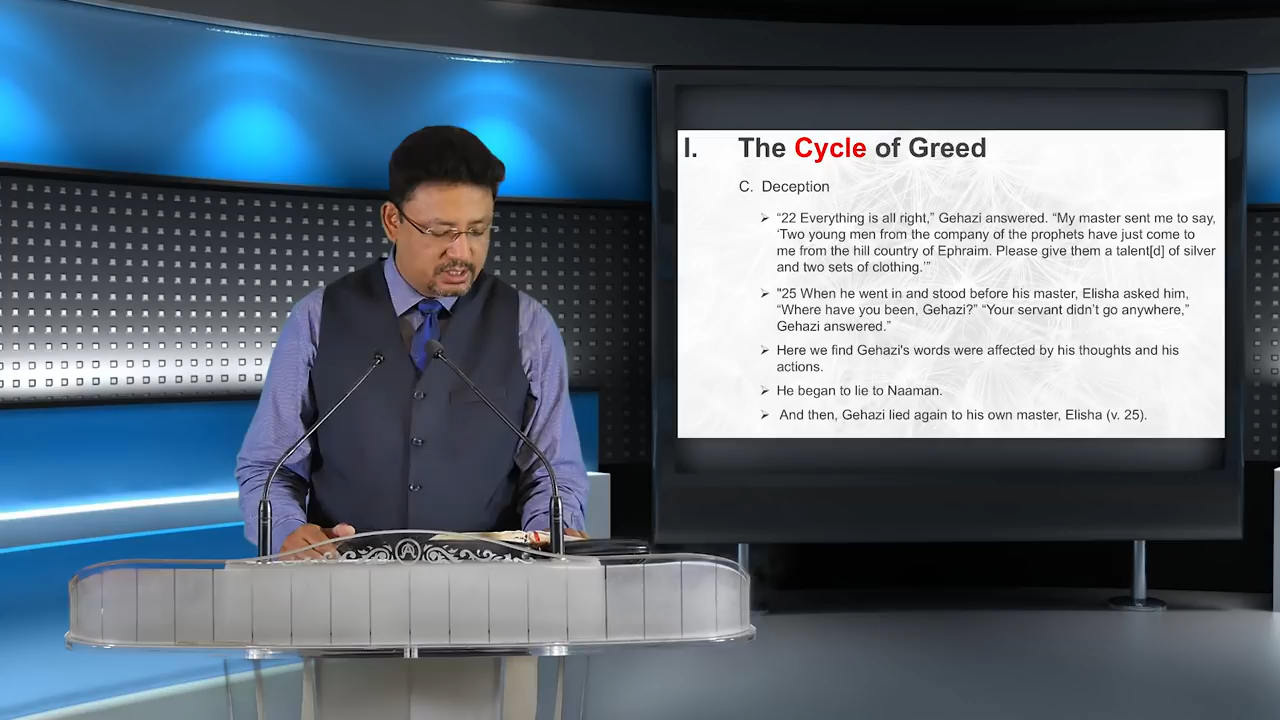 I. The Cycle of Greed
C. Deception
➢ “22 Everything is all right,” Gehazi answered. “My master sent me to say,
‘Two young men from the company of the prophets have just come to
me from the hill country of Ephraim. Please give them a talent[d] of silver
and two sets of clothing.’”
➢ "25 When he went in and stood before his master, Elisha asked him,
“Where have you been, Gehazi?” “Your servant didn’t go anywhere,”
Gehazi answered.”
➢ Here we find Gehazi's words were affected by his thoughts and his
actions.
➢ He began to lie to Naaman.
➢ And then, Gehazi lied again to his own master, Elisha (v. 25).